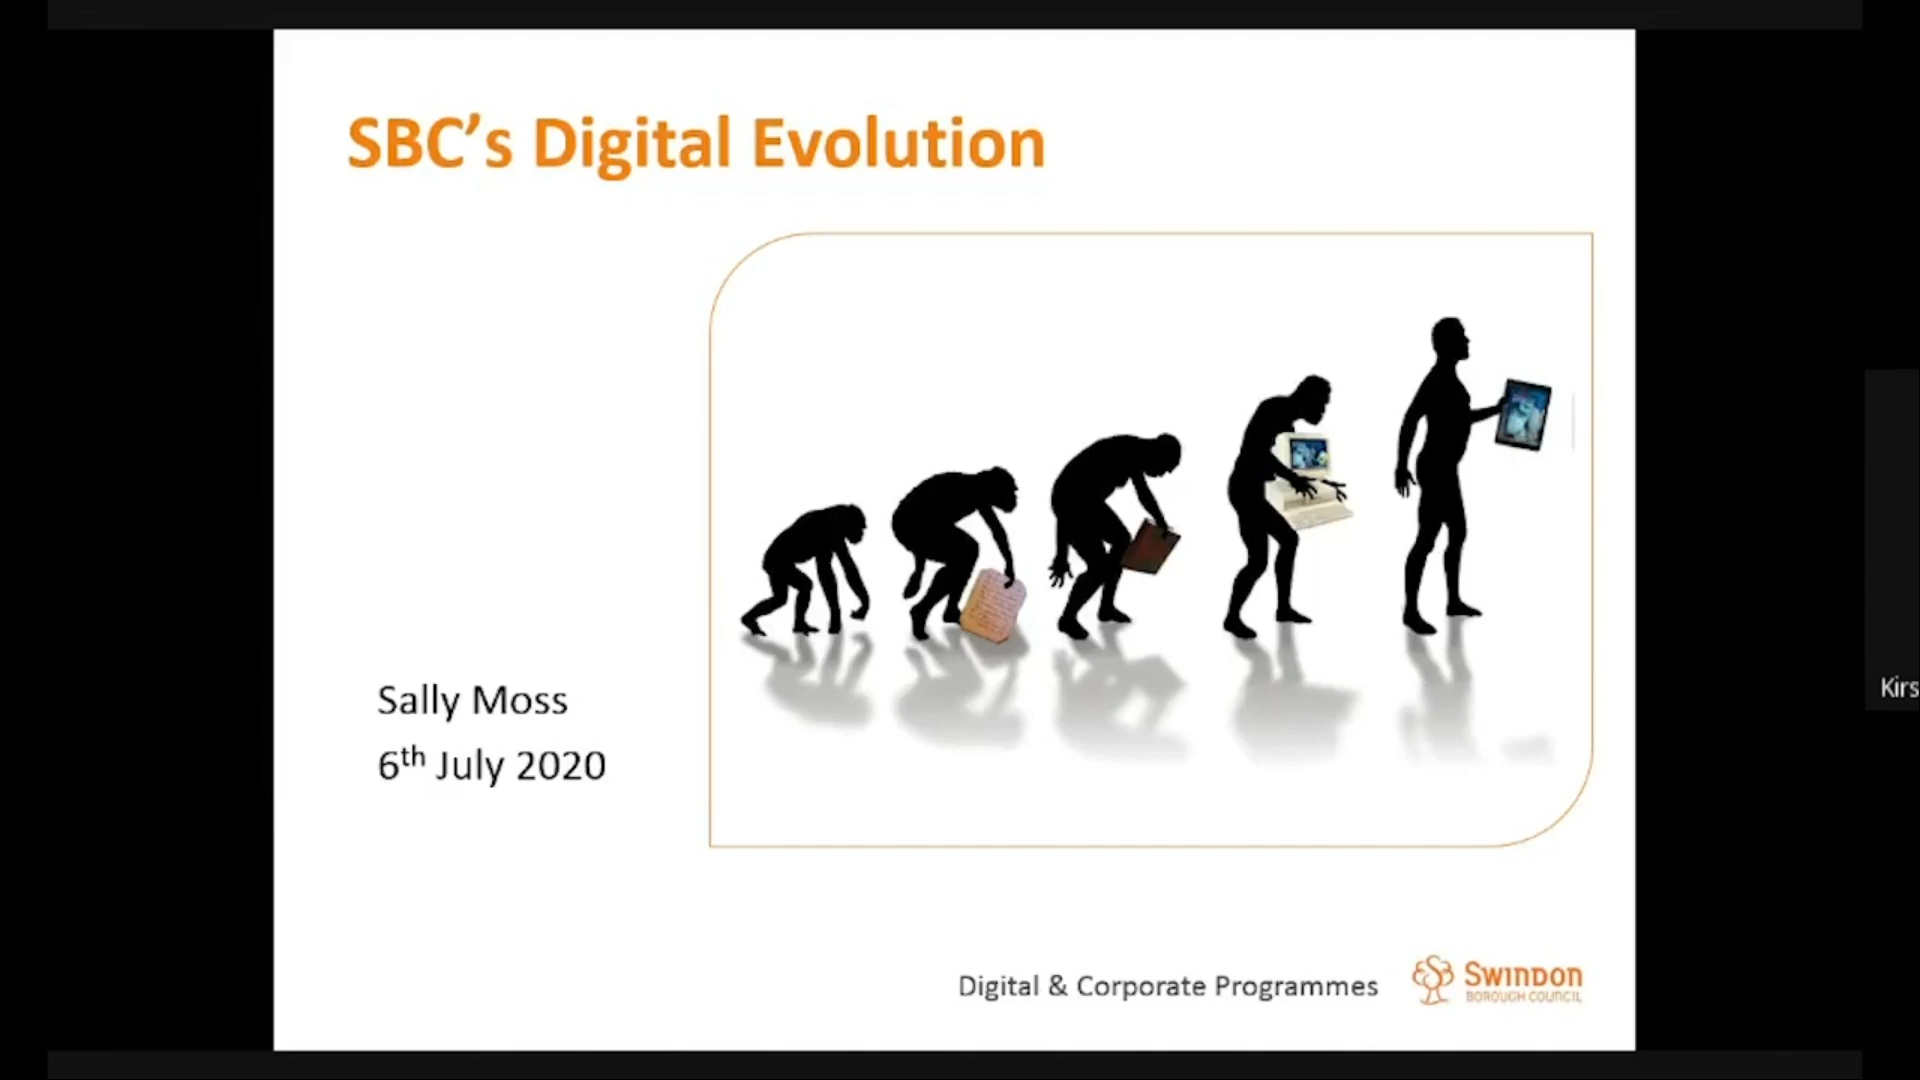 SBC's Digital Evolution
Sally Moss
6th July 2020
Kirs
Digital & Corporate Programmes
SWINDON
BOROUGH COUNCIL